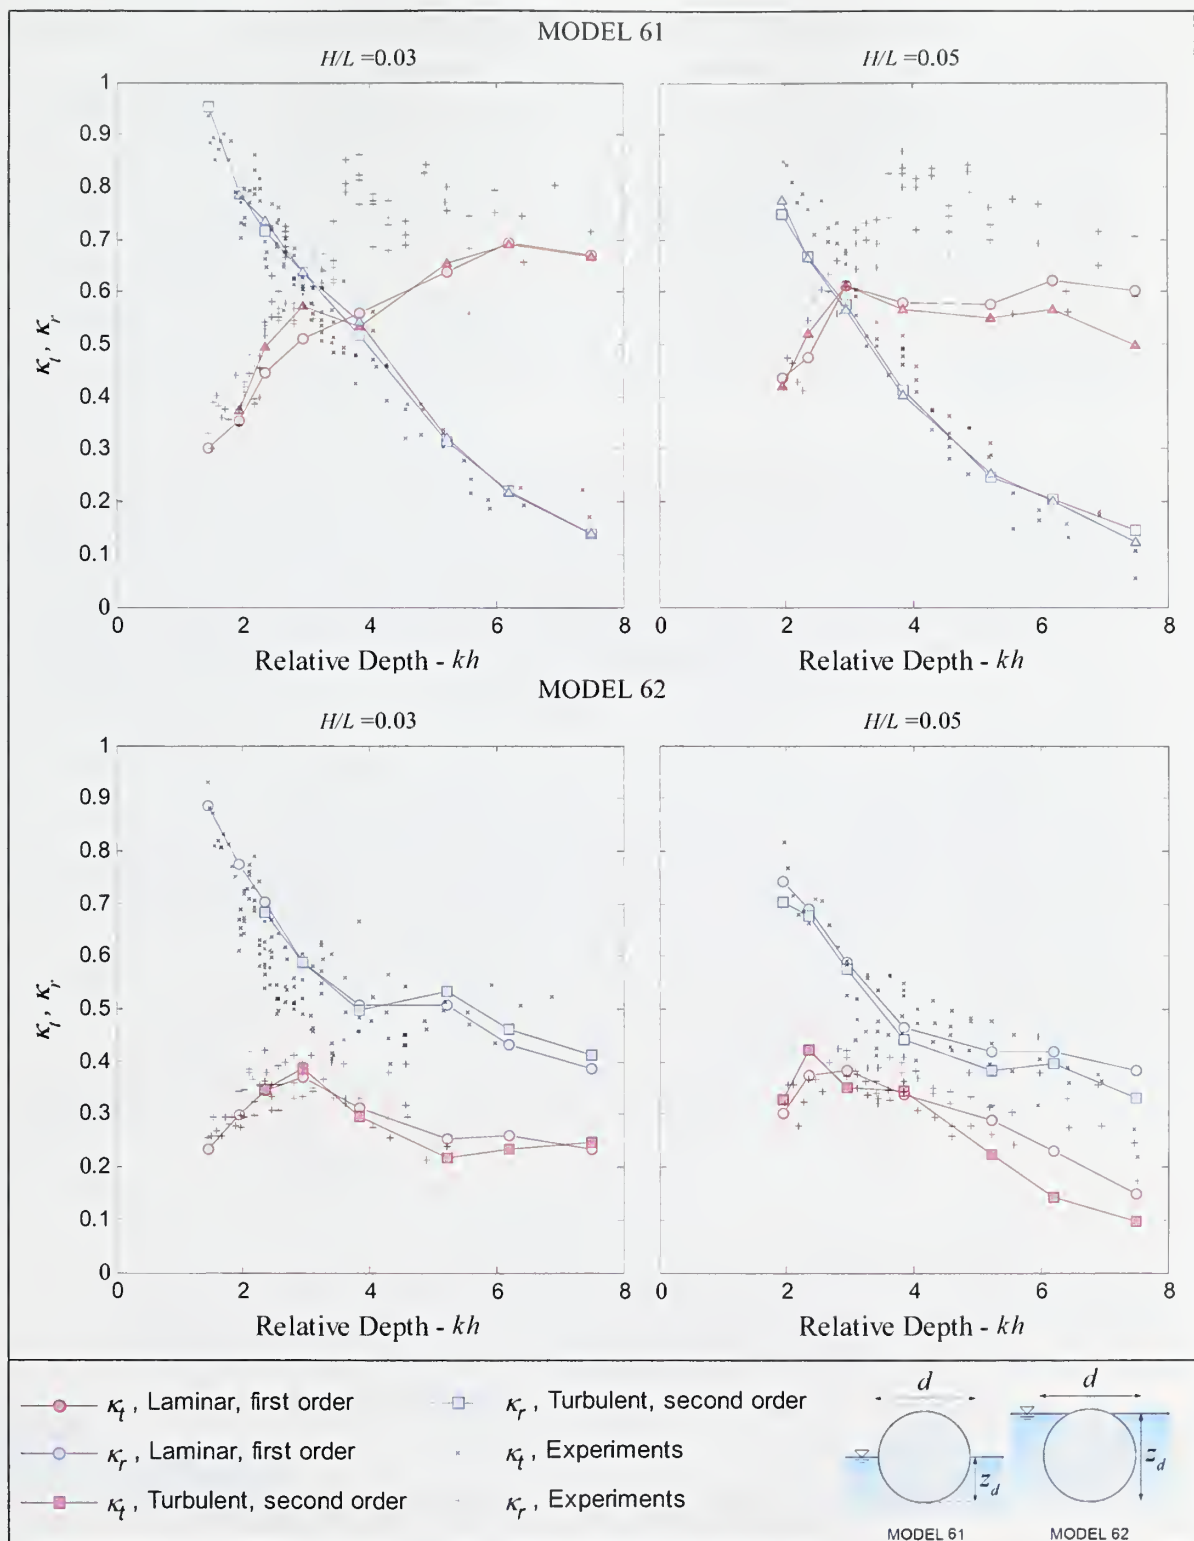 MODEL 61
H/L =0.03
H/L =0.05
1
0.9
0.8
0.7
0.6
0.5
0.4
0.3
0.2
0.1
0
κt , κr
0 2 4 6 8
0 2 4 6 8
Relative Depth - kh
Relative Depth - kh
MODEL 62
H/L =0.03
H/L =0.05
1
0.9
0.8
0.7
0.6
0.5
0.4
0.3
0.2
0.1
0
κt , κr
0 2 4 6 8
0 2 4 6 8
Relative Depth - kh
Relative Depth - kh
κt , Laminar, first order
κr , Laminar, first order
κt , Turbulent, second order
κr , Turbulent, second order
κt , Experiments
κr , Experiments
d
zd
MODEL 61
d
zd
MODEL 62